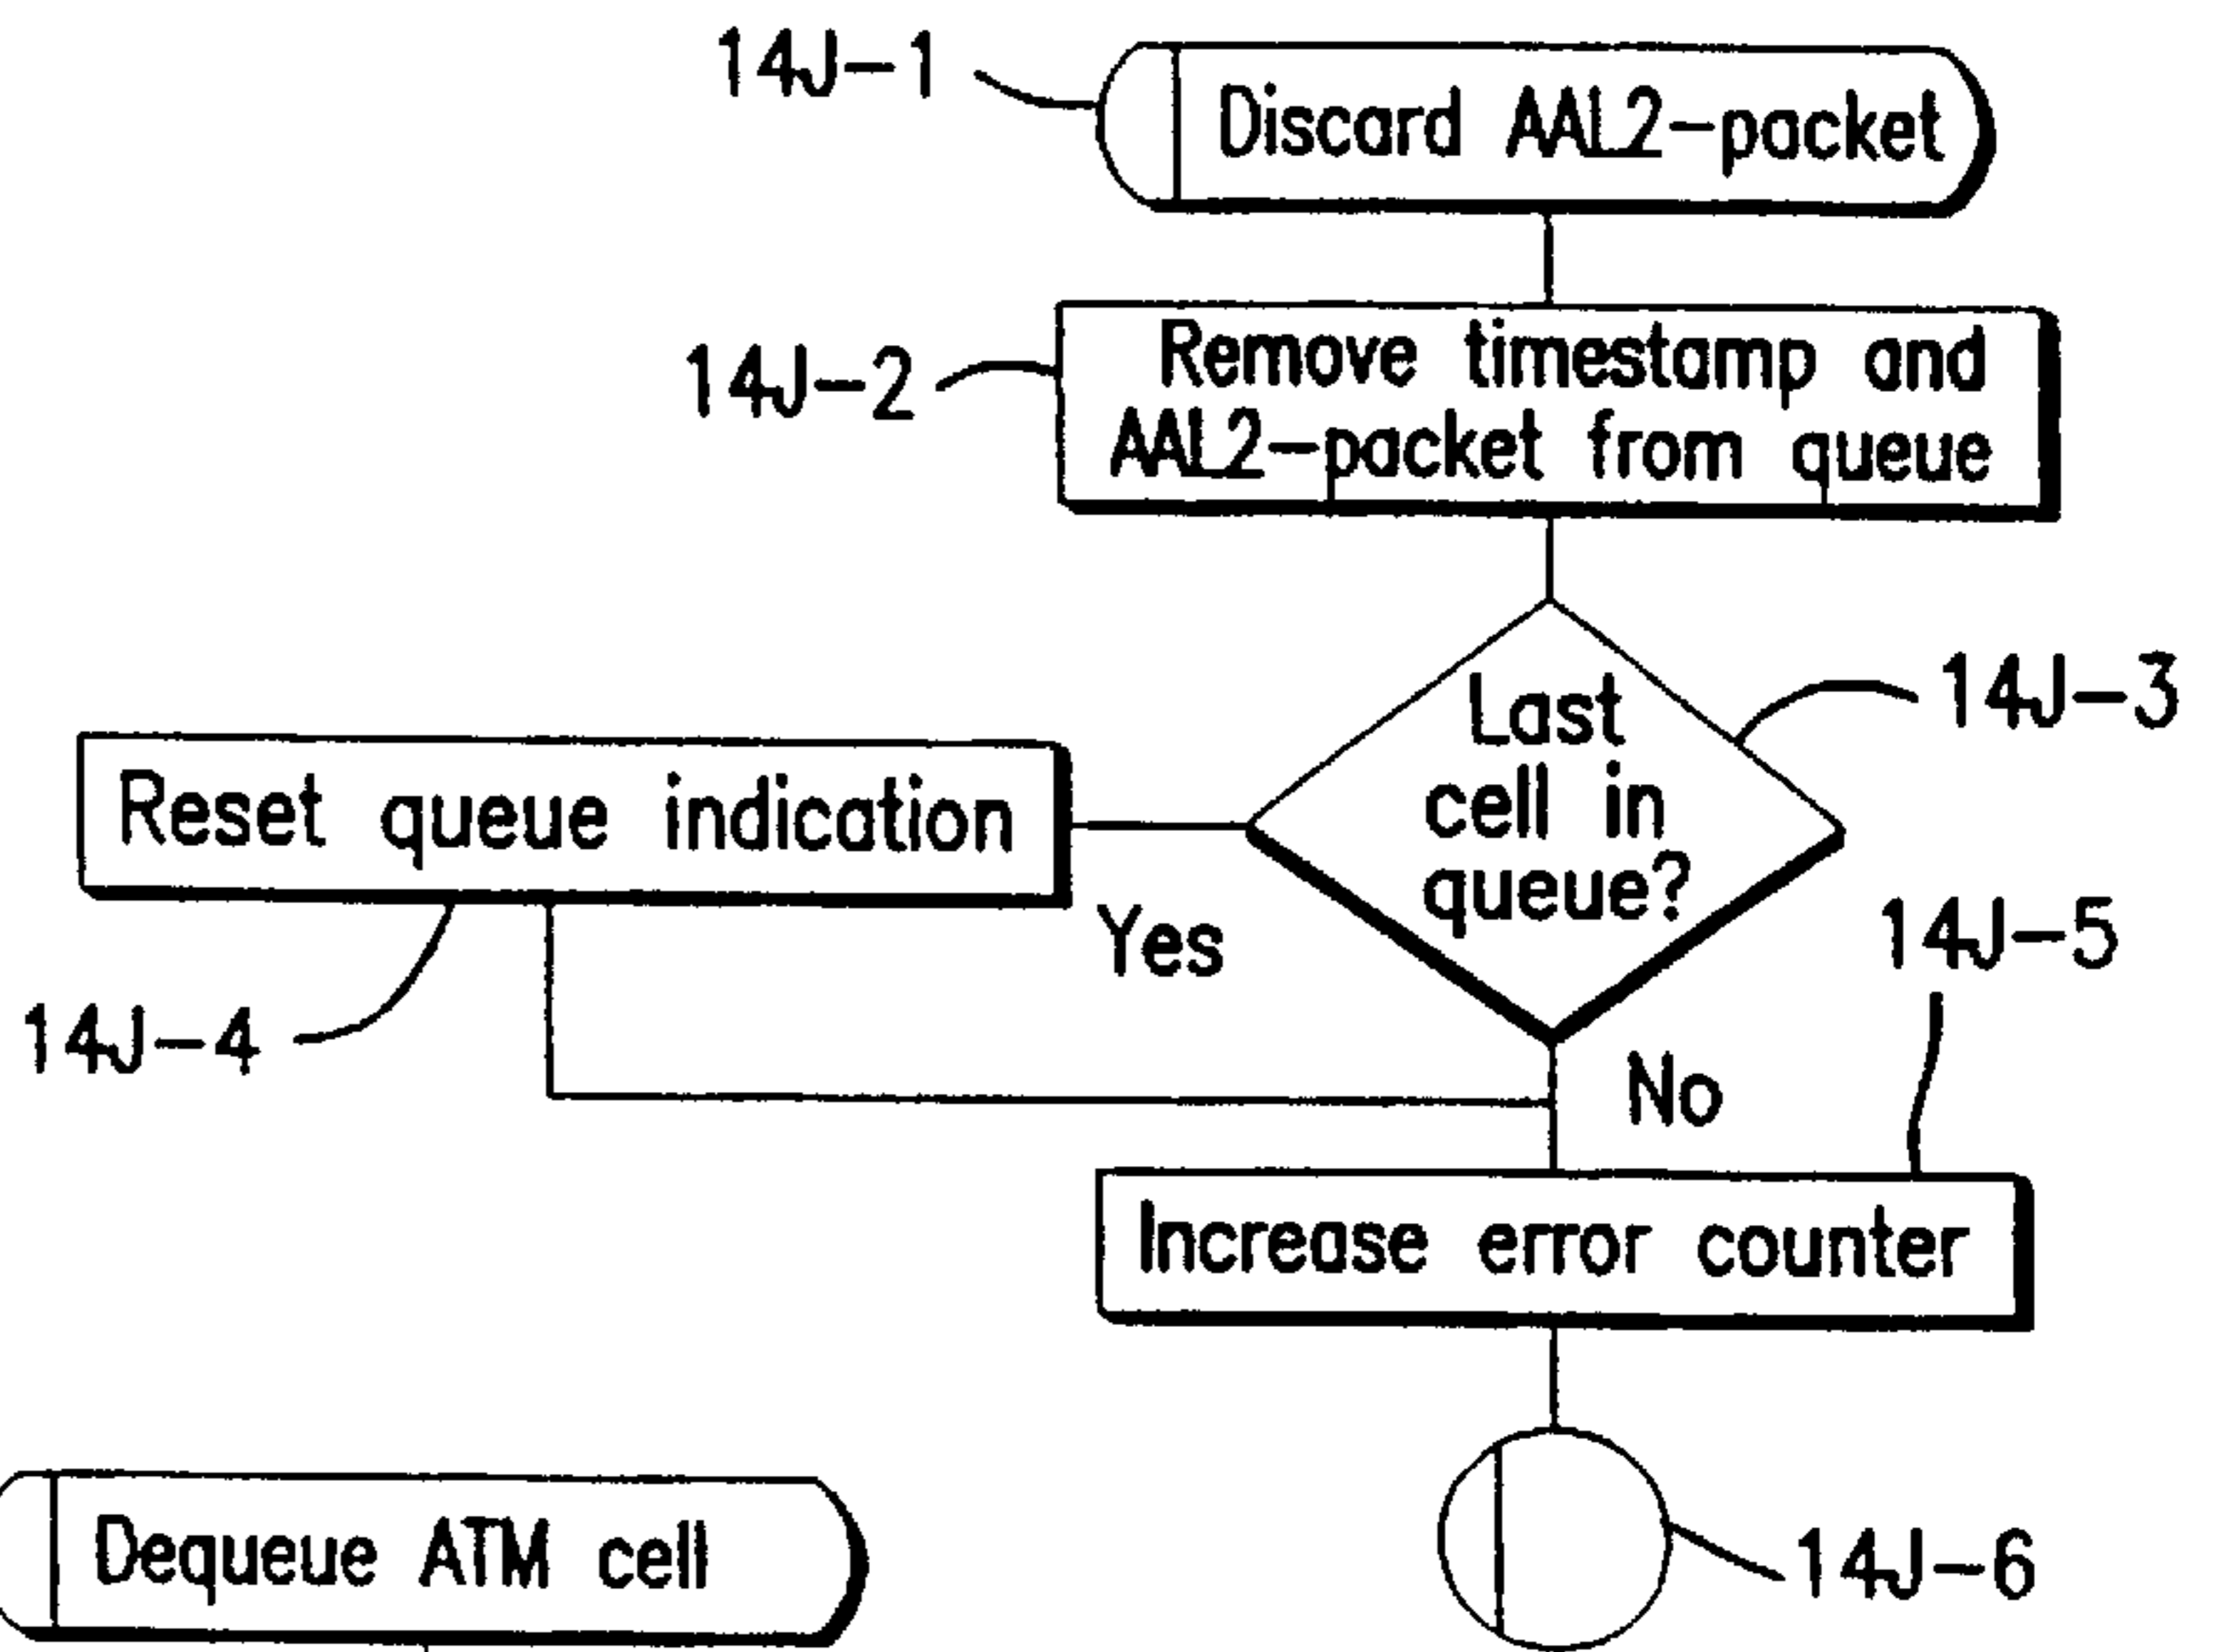 14J-1
Discard AAL2-packet
14J-2
Remove timestamp and
AAL2-packet from queue
14J-3
Last
cell in
queue?
Reset queue indication
Yes
14J-4
14J-5
No
Increase error counter
14J-6
Dequeue ATM cell